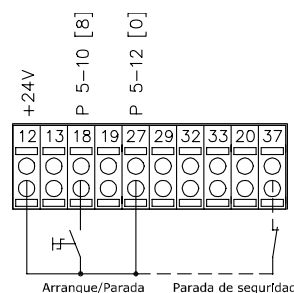 +24V
P 5-10 [8]
P 5-12 [0]
12 13 18 19 27 29 32 33 20 37
Arranque/Parada
Parada de seguridad